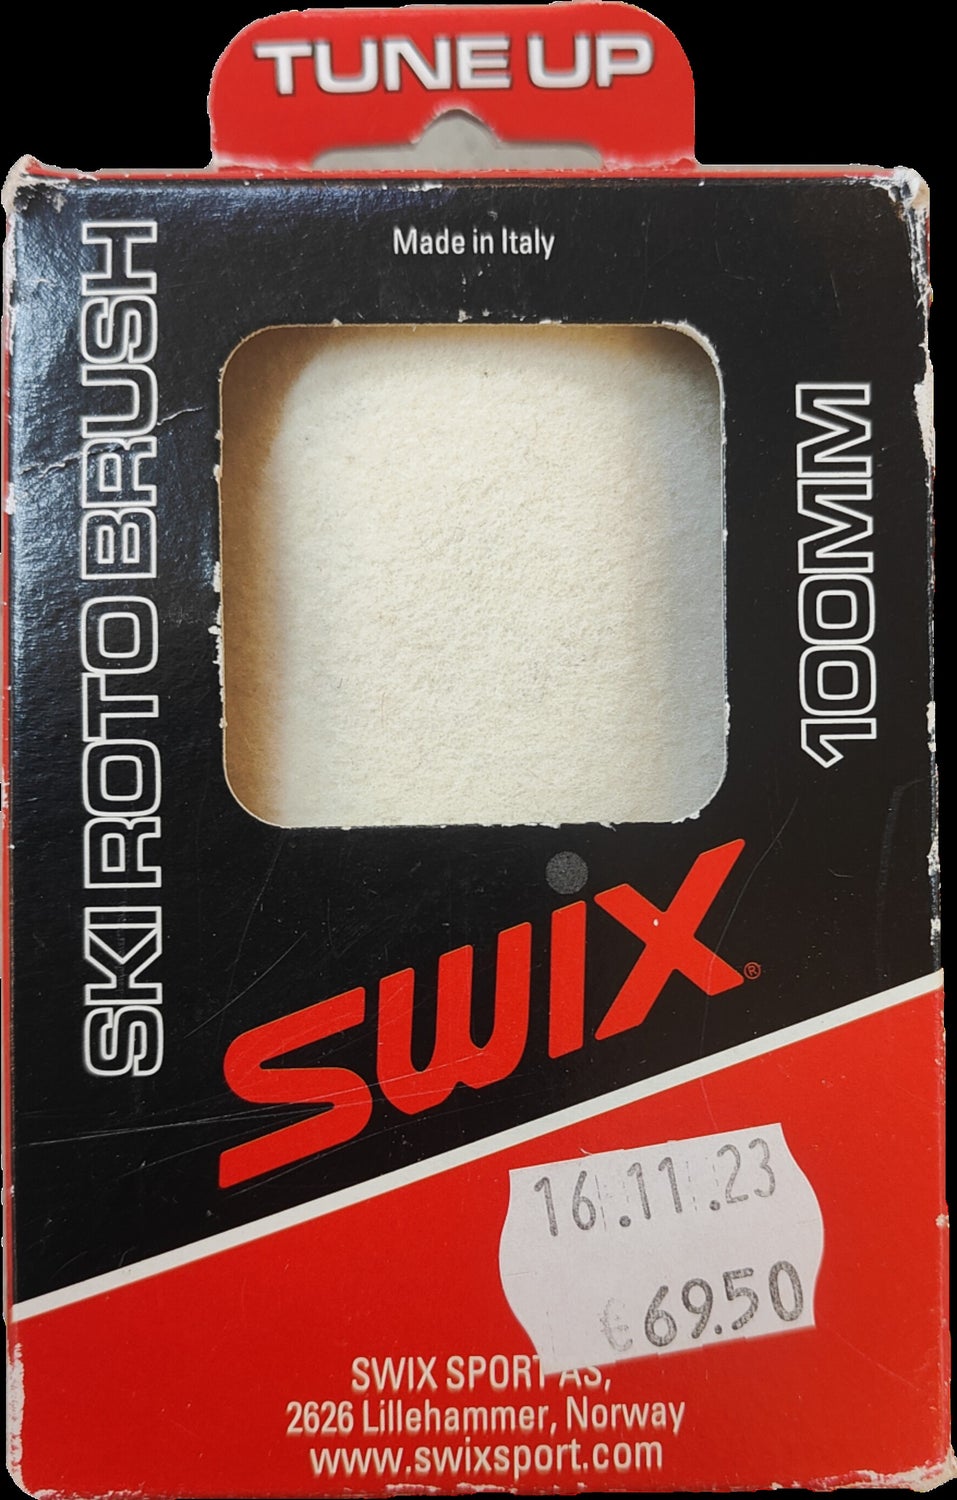 TUNE UP
Made in Italy
SKI ROTO BRUSH
100MM
SWIX®
16.11.23
€69.50
SWIX SPORT AS,
2626 Lillehammer, Norway
www.swixsport.com